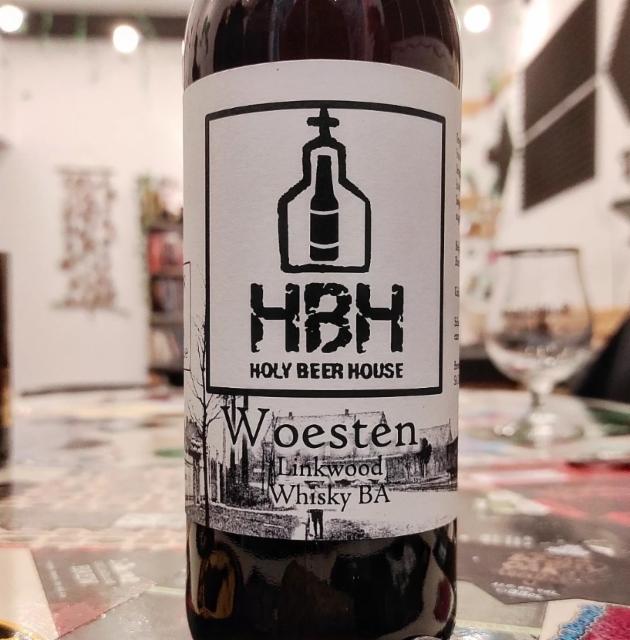 HBH
HOLY BEER HOUSE
Woesten
Linkwood
Whisky BA